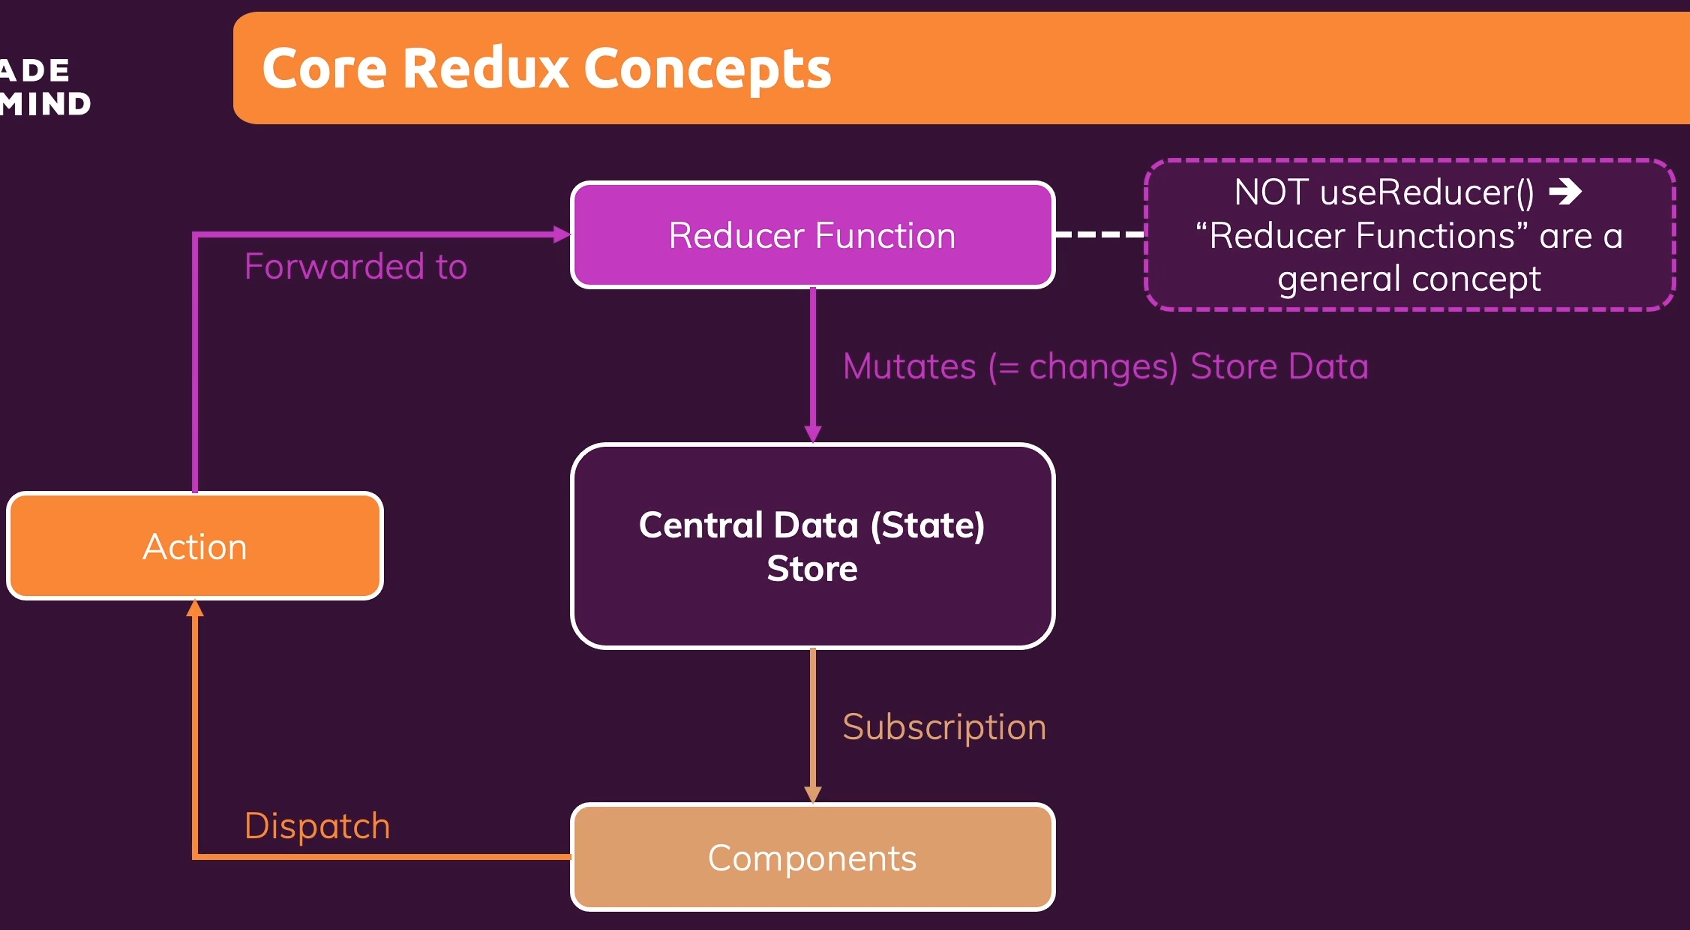 ADE
MIND
Core Redux Concepts
NOT useReducer() ➔
“Reducer Functions” are a
general concept
Reducer Function
Forwarded to
Mutates (= changes) Store Data
Central Data (State)
Store
Action
Subscription
Dispatch
Components